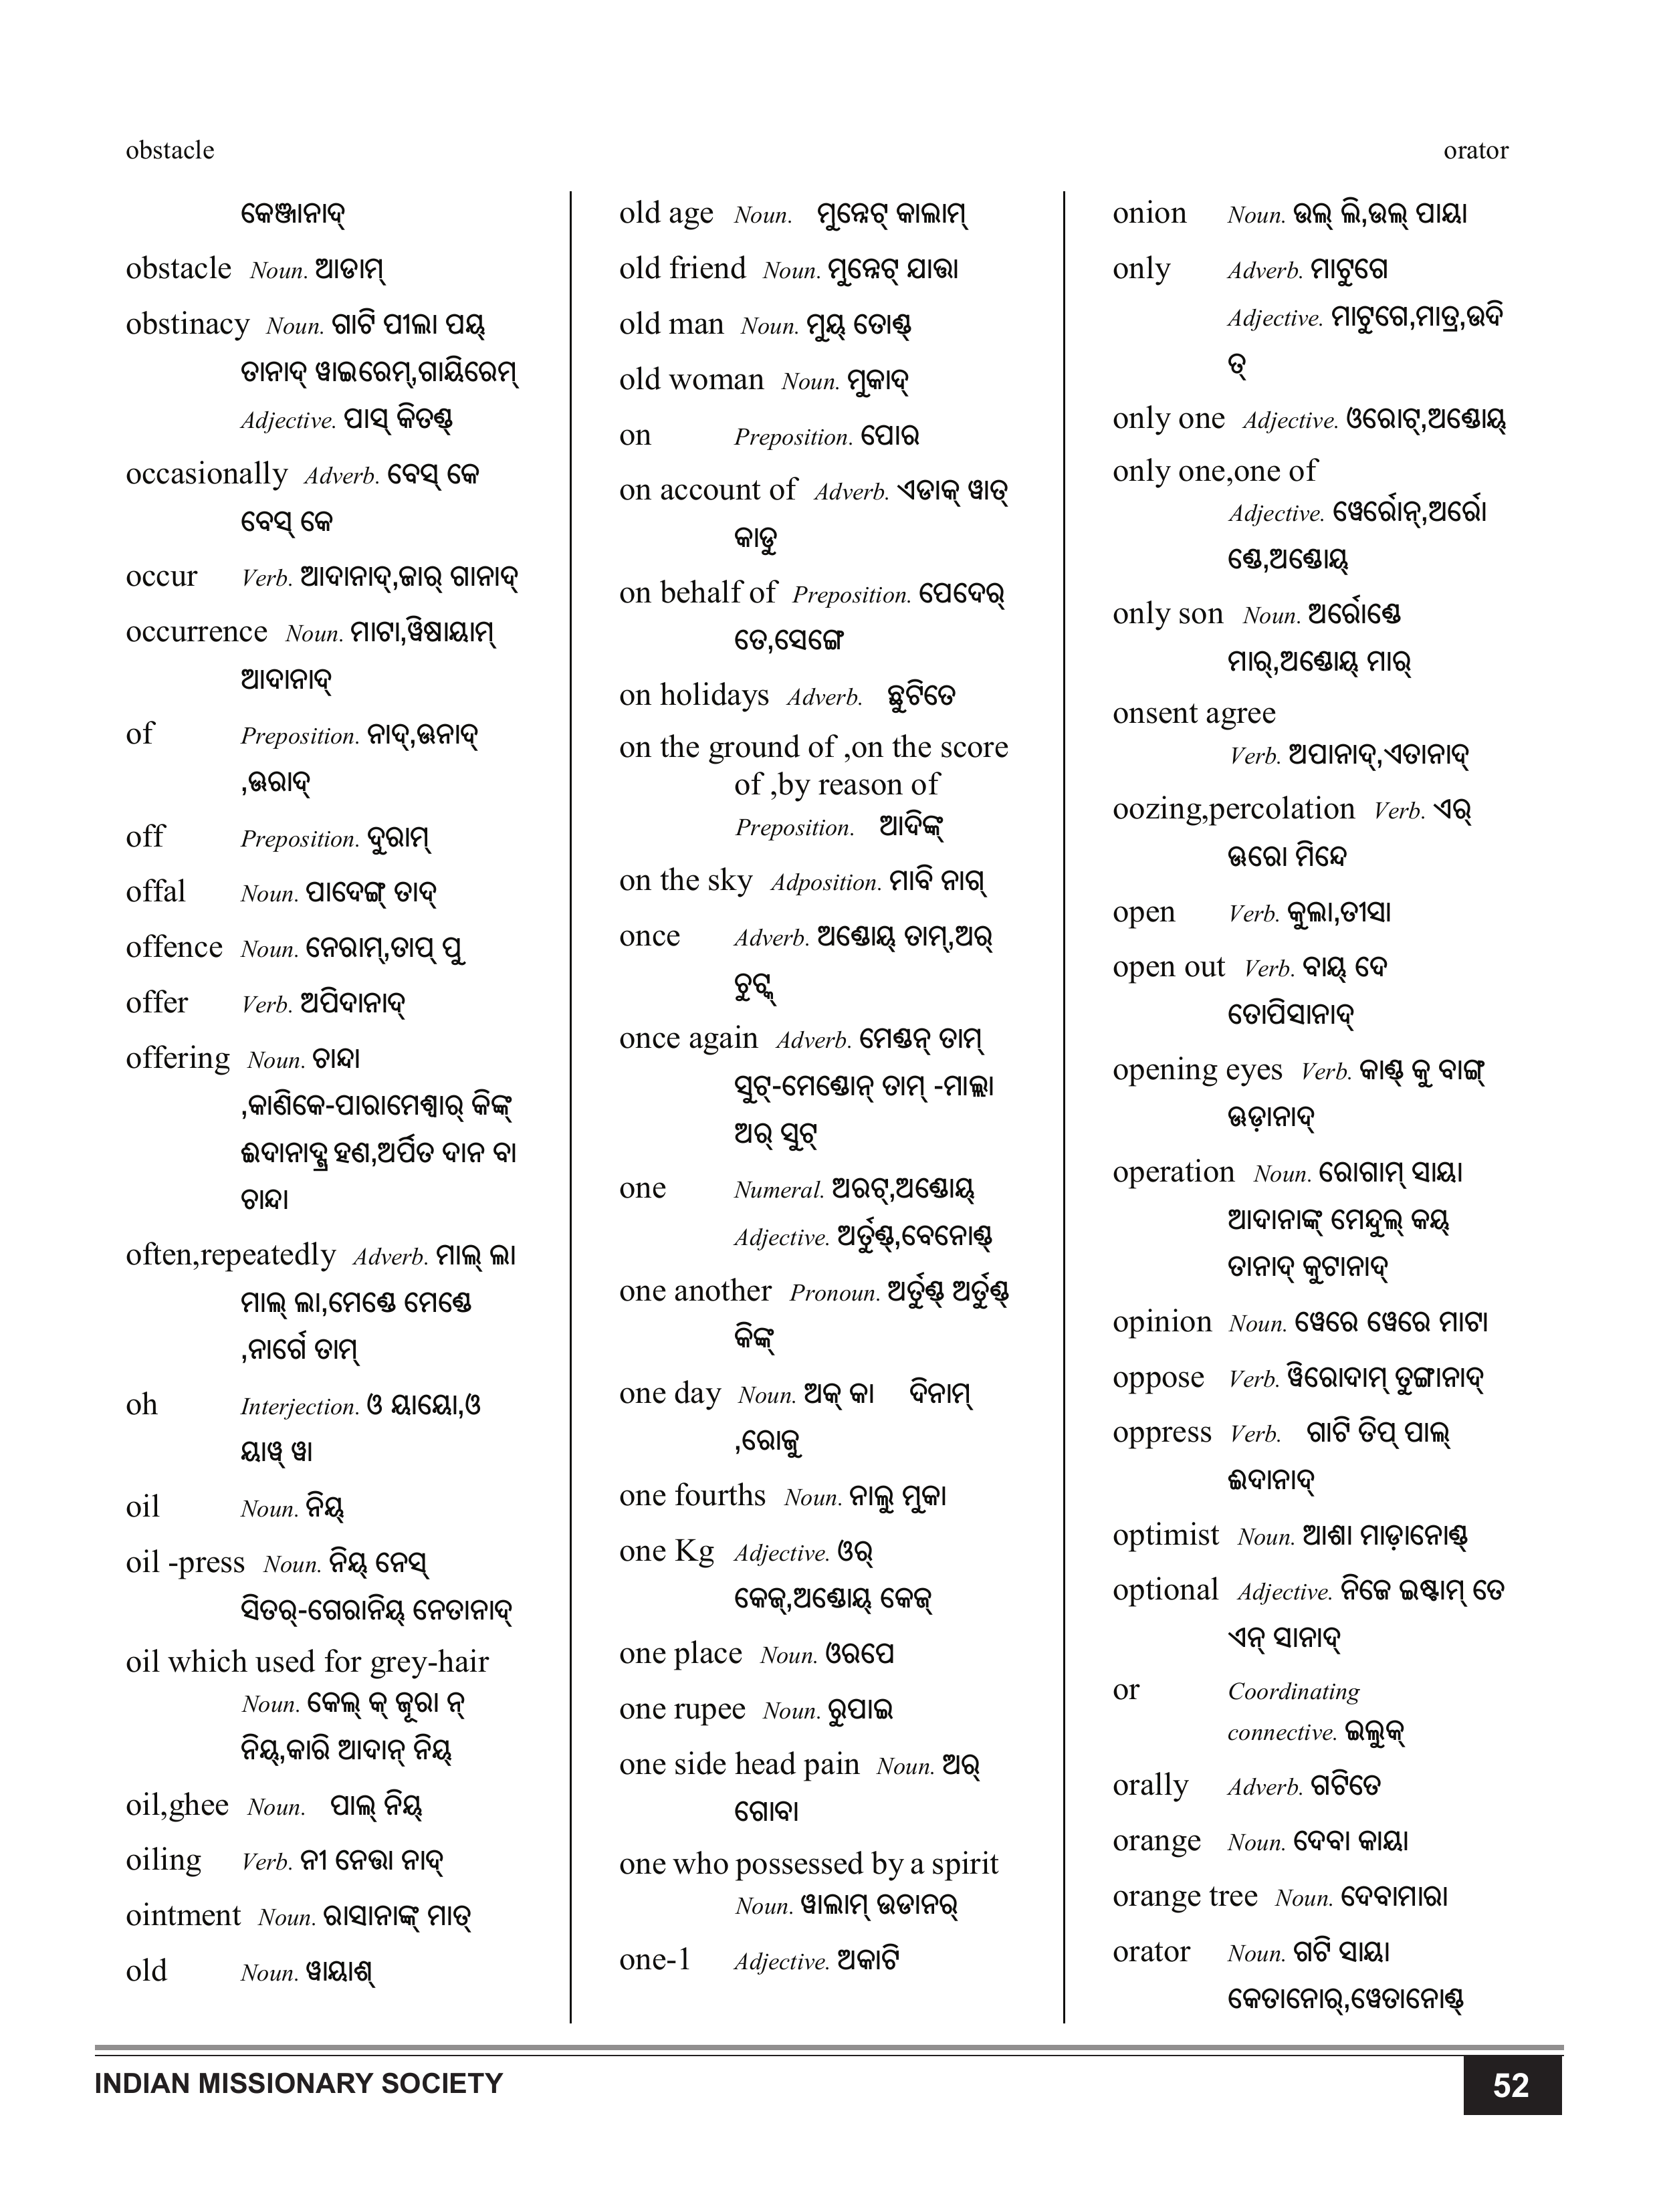 obstacle
orator
କେଞ୍ଜାନାଦ୍
obstacle Noun. ଆଡାମ୍
obstinacy Noun. ଗାଟି ପୀଲା ପୟ୍
ତାନାଦ୍ ୱାଇରେମ୍,ଗାୟିରେମ୍
Adjective. ପାସ୍ କିତଣ୍ଡ୍
occasionally Adverb. ବେସ୍ କେ
ବେସ୍ କେ
occur Verb. ଆଦାନାଦ୍,ଜାର୍ ଗାନାଦ୍
occurrence Noun. ମାଟା,ୱିଷାୟାମ୍
ଆଦାନାଦ୍
of Preposition. ନାଦ୍,ଊନାଦ୍
,ଊରାଦ୍
off Preposition. ଦୁରାମ୍
offal Noun. ପାଦେଙ୍ଗ୍ ତାଦ୍
offence Noun. ନେରାମ୍,ତାପ୍ ପୁ
offer Verb. ଅପିଦାନାଦ୍
offering Noun. ଚାନ୍ଦା
,କାଣିକେ-ପାରାମେଶ୍ୱାର୍ କିଙ୍କ୍
ଈଦାନାଦ୍ଗ୍ର ହଣ,ଅର୍ପିତ ଦାନ ବା
ଚାନ୍ଦା
often,repeatedly Adverb. ମାଲ୍ ଲା
ମାଲ୍ ଲା,ମେଣ୍ଡେ ମେଣ୍ଡେ
,ନାର୍ଗେ ତାମ୍
oh Interjection. ଓ ୟାୟୋ,ଓ
ୟାୱ୍ ୱା
oil Noun. ନିୟ୍
oil -press Noun. ନିୟ୍ ନେସ୍
ସିତର୍-ଗେରାନିୟ୍ ନେତାନାଦ୍
oil which used for grey-hair
Noun. କେଲ୍ କ୍ ଜୂରା ନ୍
ନିୟ୍,କାରି ଆଦାନ୍ ନିୟ୍
oil,ghee Noun. ପାଲ୍ ନିୟ୍
oiling Verb. ନୀ ନେତ୍ତା ନାଦ୍
ointment Noun. ରାସାନାଙ୍କ୍ ମାତ୍
old Noun. ୱାୟାଶ୍
old age Noun. ମୁନ୍ନେଟ୍ କାଲାମ୍
old friend Noun. ମୁନ୍ନେଟ୍ ଯାତ୍ତା
old man Noun. ମୁୟ୍ ତୋଣ୍ଡ୍
old woman Noun. ମୁକାଦ୍
on Preposition. ପୋର
on account of Adverb. ଏଡାକ୍ ୱାତ୍
କାଡୁ
on behalf of Preposition. ପେଦେର୍
ତେ,ସେଙ୍ଗେ
on holidays Adverb. ଛୁଟିତେ
on the ground of ,on the score
of ,by reason of
Preposition. ଆଦିଙ୍କ୍
on the sky Adposition. ମାବି ନାଗ୍
once Adverb. ଅଣ୍ଡୋୟ୍ ତାମ୍,ଅର୍
ଚୁଟ୍କ୍
once again Adverb. ମେଣ୍ଡନ୍ ତାମ୍
ସୁଟ୍-ମେଣ୍ଡୋନ୍ ତାମ୍ -ମାଲ୍ଲା
ଅର୍ ସୁଟ୍
one Numeral. ଅରଟ୍,ଅଣ୍ଡୋୟ୍
Adjective. ଅର୍ତୁଣ୍ଡ୍,ବେନୋଣ୍ଡ୍
one another Pronoun. ଅର୍ତୁଣ୍ଡ୍ ଅର୍ତୁଣ୍ଡ୍
କିଙ୍କ୍
one day Noun. ଅକ୍ କା ଦିନାମ୍
,ରୋଜୁ
one fourths Noun. ନାଲୁ ମୁକା
one Kg Adjective. ଓର୍
କେଜ୍,ଅଣ୍ଡୋୟ୍ କେଜ୍
one place Noun. ଓରପେ
one rupee Noun. ରୁପାଇ
one side head pain Noun. ଅର୍
ଗୋବା
one who possessed by a spirit
Noun. ୱାଲାମ୍ ଉଡାନର୍
one-1 Adjective. ଅକାଟି
onion Noun. ଉଲ୍ ଲି,ଉଲ୍ ପାୟା
only Adverb. ମାଟୁଗେ
Adjective. ମାଟୁଗେ,ମାତ୍ର,ଉଦି
ତ୍
only one Adjective. ଓରୋଟ୍,ଅଣ୍ଡୋୟ୍
only one,one of
Adjective. ୱେର୍ରୋନ୍,ଅର୍ରୋ
ଣ୍ଡେ,ଅଣ୍ଡୋୟ୍
only son Noun. ଅର୍ରୋଣ୍ଡେ
ମାର୍,ଅଣ୍ଡୋୟ୍ ମାର୍
onsent agree
Verb. ଅପାନାଦ୍,ଏତାନାଦ୍
oozing,percolation Verb. ଏର୍
ଊରୋ ମିନ୍ଦେ
open Verb. କୁଲା,ତୀସା
open out Verb. ବାୟ୍ ଦେ
ତୋପିସାନାଦ୍
opening eyes Verb. କାଣ୍ଡ୍ କୁ ବାଙ୍ଗ୍
ଊଡ଼ାନାଦ୍
operation Noun. ରୋଗାମ୍ ସାୟା
ଆଦାନାଙ୍କ୍ ମେନ୍ଦୁଲ୍ କୟ୍
ତାନାଦ୍ କୁଟାନାଦ୍
opinion Noun. ୱେରେ ୱେରେ ମାଟା
oppose Verb. ୱିରୋଦାମ୍ ତୁଙ୍ଗାନାଦ୍
oppress Verb. ଗାଟି ତିପ୍ ପାଲ୍
ଈଦାନାଦ୍
optimist Noun. ଆଶା ମାଡ଼ାନୋଣ୍ଡ୍
optional Adjective. ନିଜେ ଇଷ୍ଟାମ୍ ତେ
ଏନ୍ ସାନାଦ୍
or Coordinating
connective. ଇଲୁକ୍
orally Adverb. ଗଟିତେ
orange Noun. ଦେବା କାୟା
orange tree Noun. ଦେବାମାରା
orator Noun. ଗଟି ସାୟା
କେତାନୋର୍,ୱେତାନୋଣ୍ଡ୍
INDIAN MISSIONARY SOCIETY
52